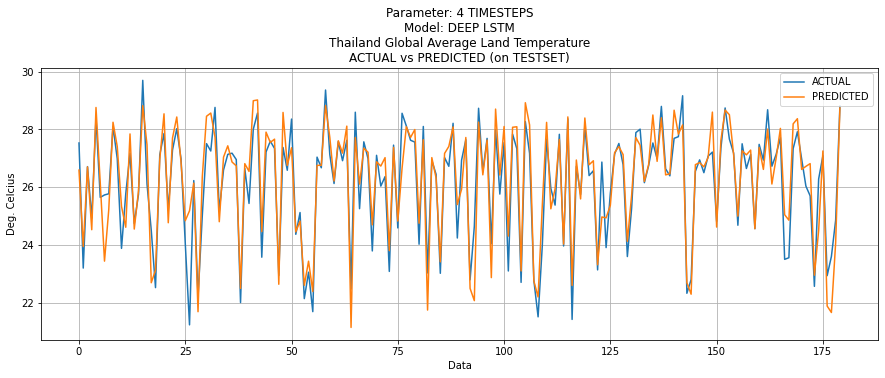 Parameter: 4 TIMESTEPS
Model: DEEP LSTM
Thailand Global Average Land Temperature
ACTUAL vs PREDICTED (on TESTSET)
ACTUAL
PREDICTED
Deg. Celcius
30
28
26
24
22
0
25
50
75
100
125
150
175
Data